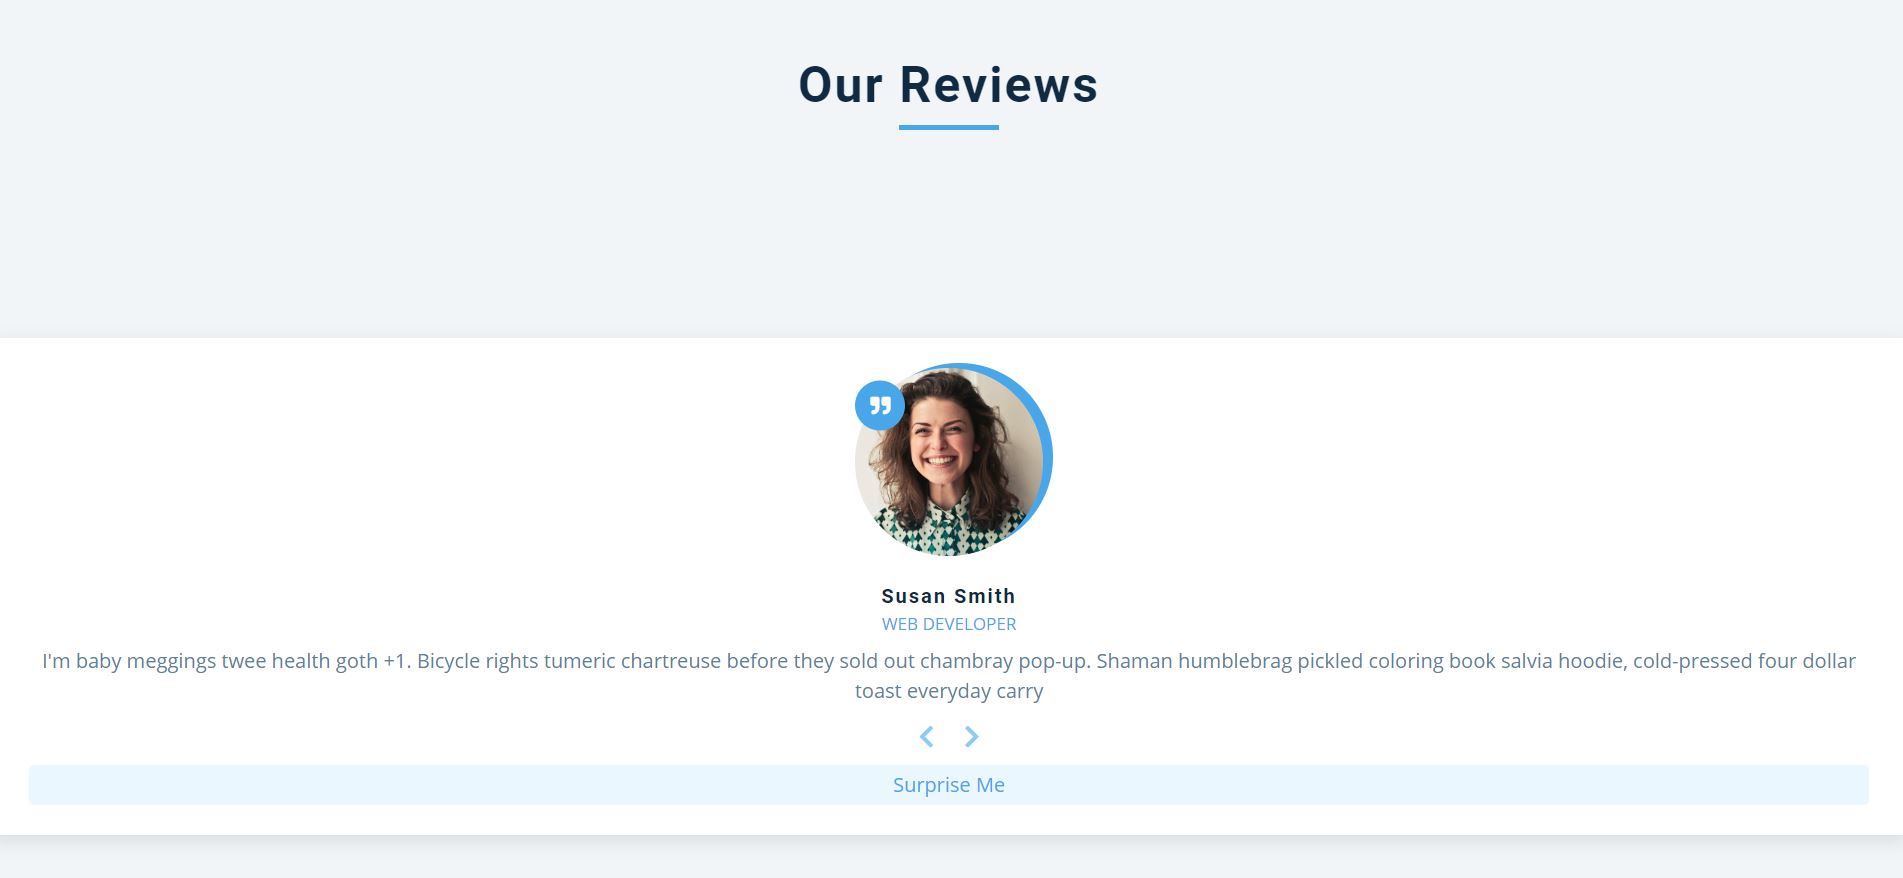 Our Reviews
Susan Smith
WEB DEVELOPER
I'm baby meggings twee health goth +1. Bicycle rights tumeric chartreuse before they sold out chambray pop-up. Shaman humblebrag pickled coloring book salvia hoodie, cold-pressed four dollar
toast everyday carry
Surprise Me